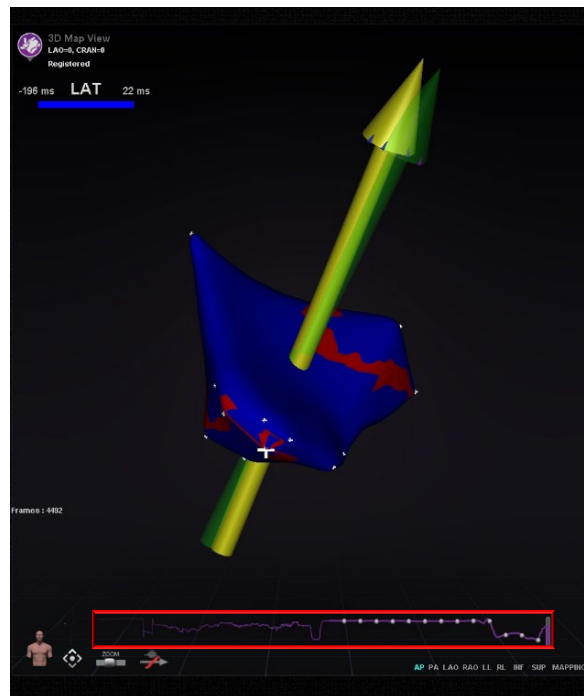 3D Map View
LAO=0, CRAN=0
Registered
-196 ms LAT 22 ms
Frames : 4492
ZOOM
AP PA LAO RAO LL RL INF SUP MAPPING